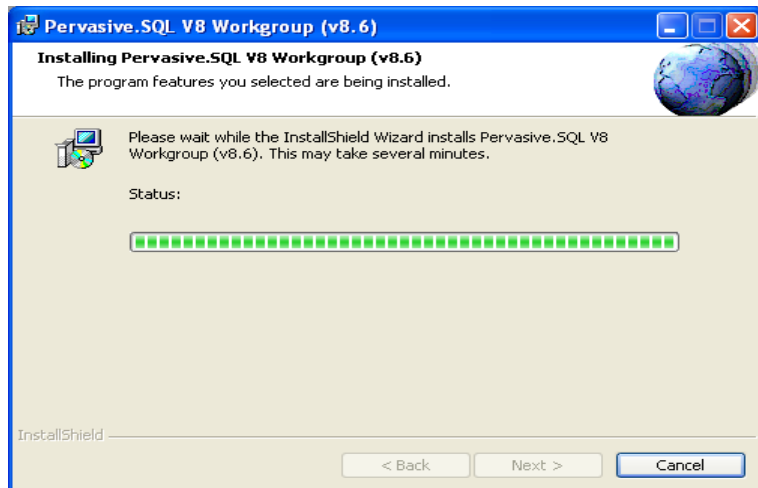 Pervasive.SQL V8 Workgroup (v8.6)
Installing Pervasive.SQL V8 Workgroup (v8.6)
The program features you selected are being installed.
Please wait while the InstallShield Wizard installs Pervasive.SQL V8
Workgroup (v8.6). This may take several minutes.
Status:
InstallShield
< Back Next > Cancel